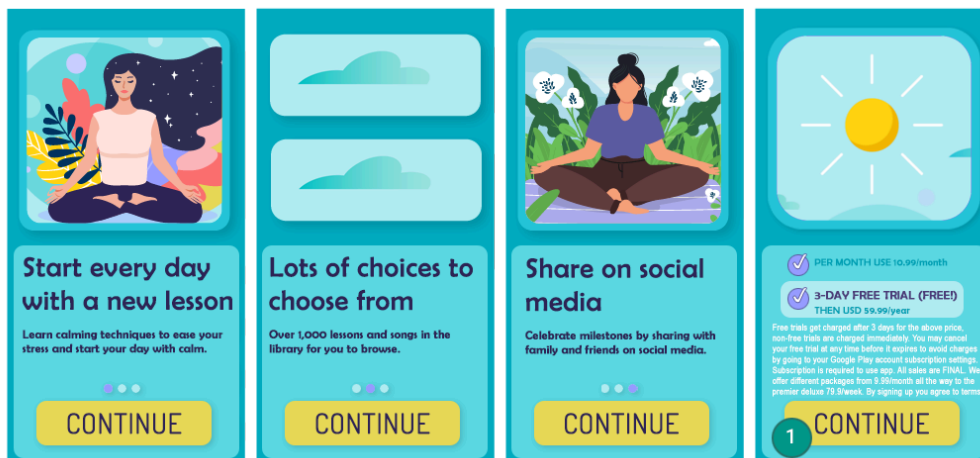 Start every day
with a new lesson
Learn calming techniques to ease your
stress and start your day with calm.
CONTINUE
Lots of choices to
choose from
Over 1,000 lessons and songs in the
library for you to browse.
CONTINUE
Share on social
media
Celebrate milestones by sharing with
family and friends on social media.
CONTINUE
PER MONTH USE 10.99/month
3-DAY FREE TRIAL (FREE!)
THEN USD 59.99/year
Free trials get charged after 3 days for the above price,
non-free trials are charged immediately. You may cancel
your free trial at any time before it expires to avoid charges
by going to your Google Play account subscription settings.
Subscription is required to use app. All sales are FINAL. We
offer different packages from 9.99/month all the way to the
premier deluxe 79.9/week. By signing up you agree to terms
CONTINUE
1